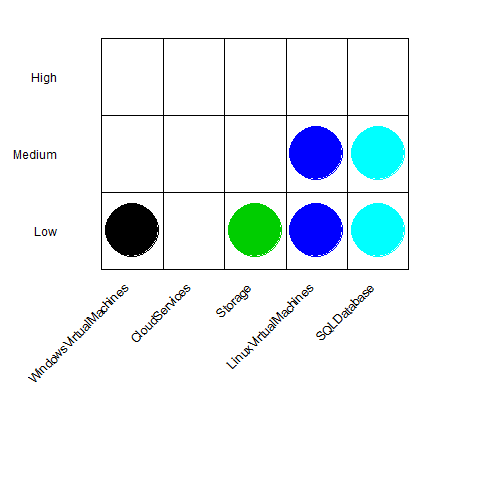 High
Medium
Low
WindowsVirtualMachines
CloudServices
Storage
LinuxVirtualMachines
SQLDatabase